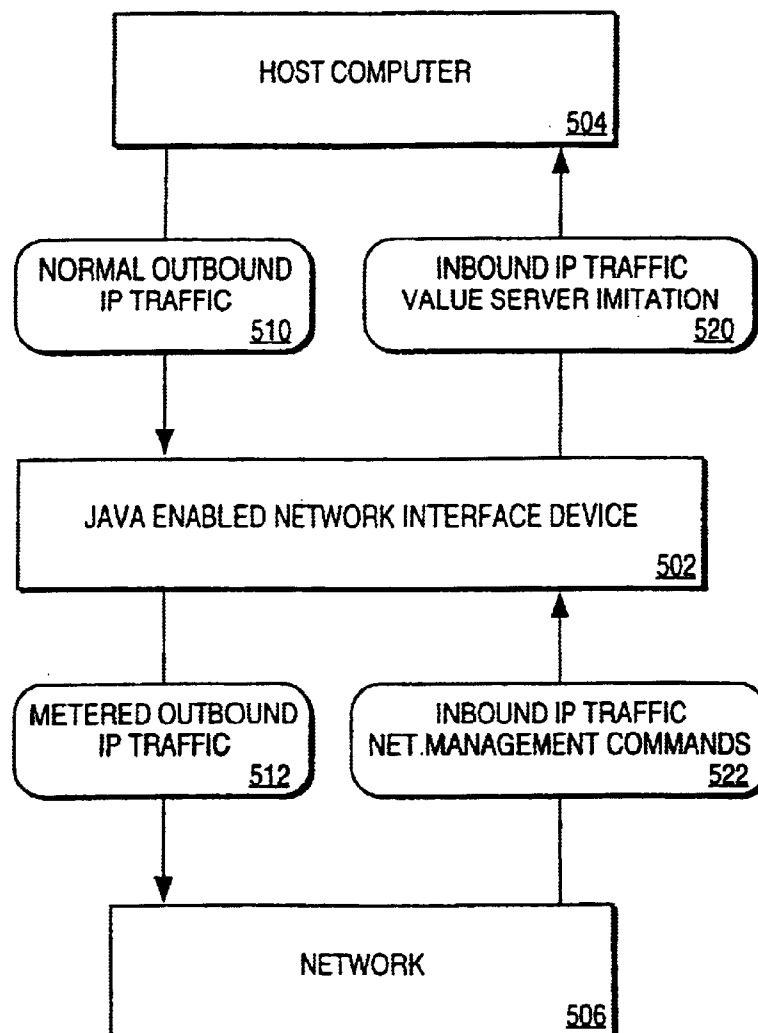 HOST COMPUTER
504
NORMAL OUTBOUND
IP TRAFFIC
510
INBOUND IP TRAFFIC
VALUE SERVER IMITATION
520
JAVA ENABLED NETWORK INTERFACE DEVICE
502
METERED OUTBOUND
IP TRAFFIC
512
INBOUND IP TRAFFIC
NET.MANAGEMENT COMMANDS
522
NETWORK
506